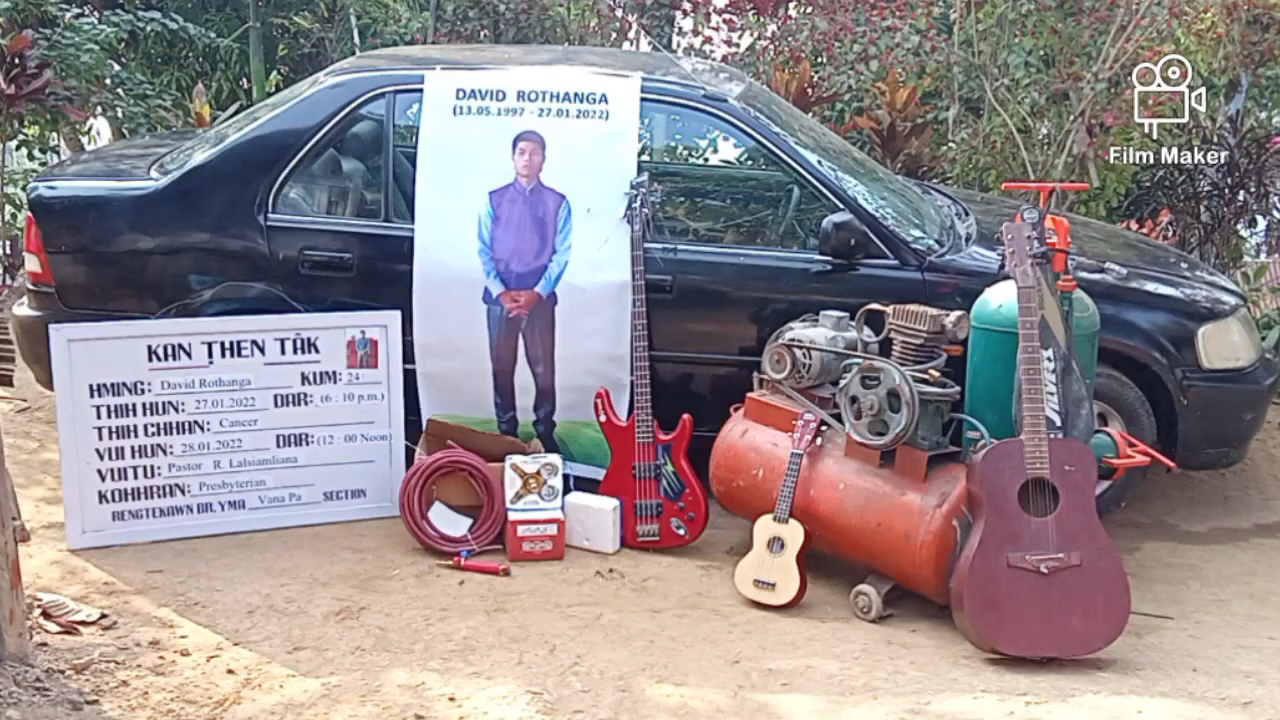 DAVID ROTHANGA
(13.05.1997 - 27.01.2022)
Film Maker
KAN ṬHEN ṬÂK
HMING: David Rothanga KUM: 24
THIH HUN: 27.01.2022 DAR: (6 : 10 p.m.)
THIH CHHAN: Cancer
VUI HUN: 28.01.2022 DAR: (12 : 00 Noon)
VUITU: Pastor R. Lalsiamliana
KOHHRAN: Presbyterian
RENGTEKAWN BR. YMA Vana Pa SECTION